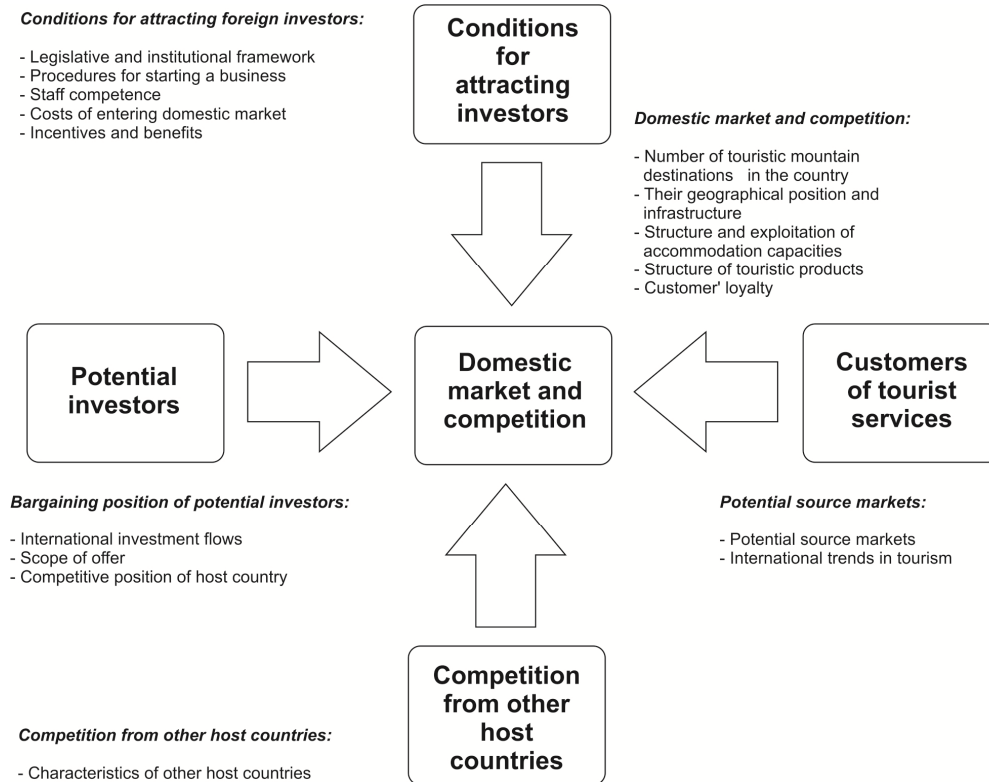 Conditions for attracting foreign investors:
- Legislative and institutional framework
- Procedures for starting a business
- Staff competence
- Costs of entering domestic market
- Incentives and benefits
Conditions
for
attracting
investors
Domestic market and competition:
- Number of touristic mountain
destinations in the country
- Their geographical position and
infrastructure
- Structure and exploitation of
accommodation capacities
- Structure of touristic products
- Customer' loyalty
Potential
investors
Domestic
market and
competition
Customers
of tourist
services
Bargaining position of potential investors:
- International investment flows
- Scope of offer
- Competitive position of host country
Potential source markets:
- Potential source markets
- International trends in tourism
Competition
from other
host
countries
Competition from other host countries:
- Characteristics of other host countries